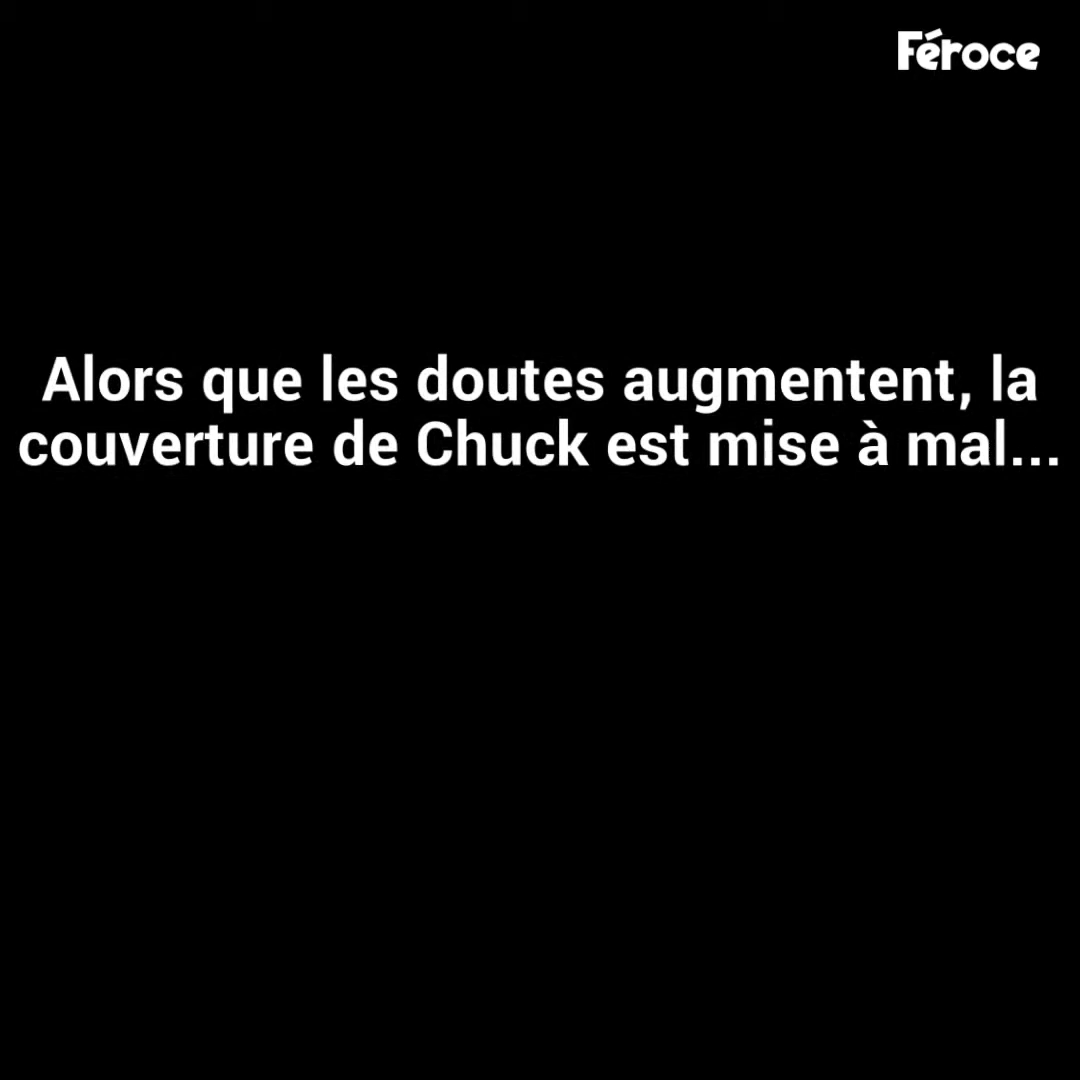 Féroce
Alors que les doutes augmentent, la
couverture de Chuck est mise à mal...